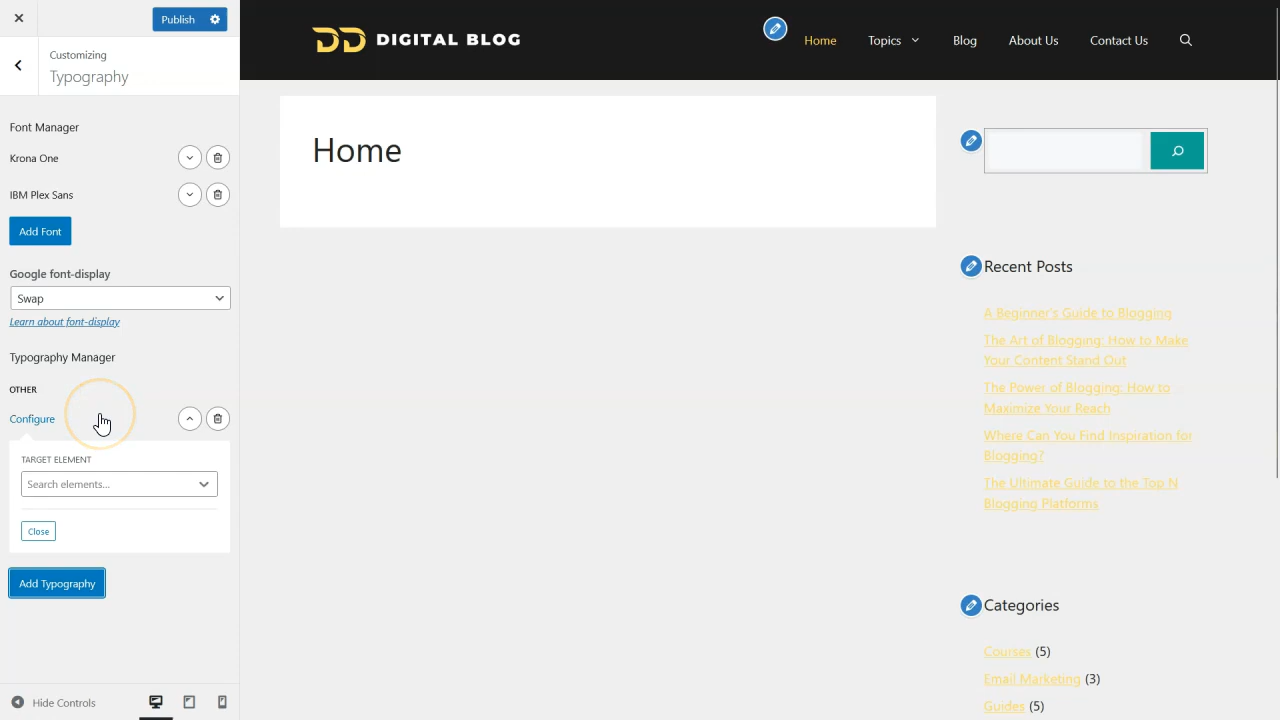 Publish
Customizing
Typography
Font Manager
Krona One
IBM Plex Sans
Add Font
Google font-display
Swap
Learn about font-display
Typography Manager
OTHER
Configure
TARGET ELEMENT
Search elements...
Close
Add Typography
Hide Controls
DD DIGITAL BLOG
Home
Topics
Blog
About Us
Contact Us
Home
Recent Posts
A Beginner's Guide to Blogging
The Art of Blogging: How to Make
Your Content Stand Out
The Power of Blogging: How to
Maximize Your Reach
Where Can You Find Inspiration for
Blogging?
The Ultimate Guide to the Top N
Blogging Platforms
Categories
Courses (5)
Email Marketing (3)
Guides (5)